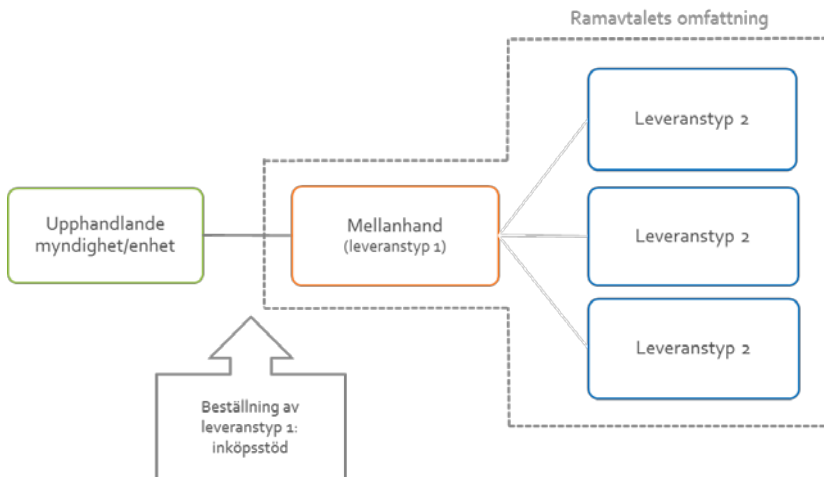 Ramavtalets omfattning
Leveranstyp 2
Upphandlande
myndighet/enhet
Mellanhand
(leveranstyp 1)
Leveranstyp 2
Leveranstyp 2
Beställning av
leveranstyp 1:
inköpsstöd